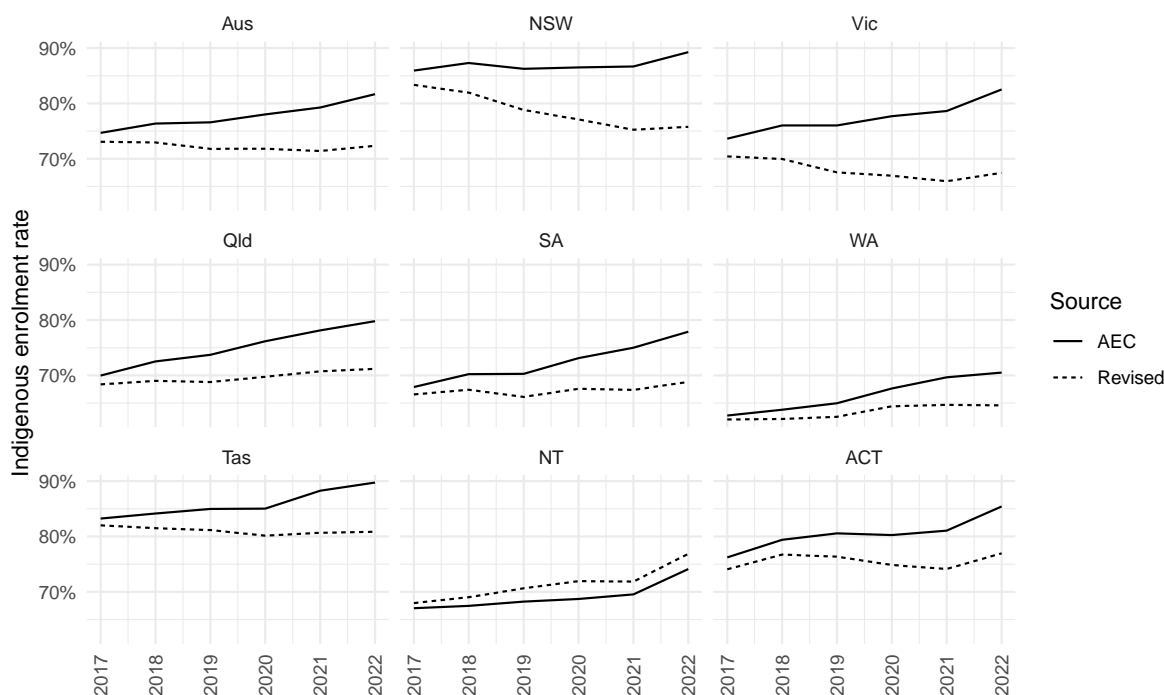 Aus
NSW
Vic
90%
80%
70%
Qld
SA
WA
90%
80%
70%
Tas
NT
ACT
90%
80%
70%
2017
2018
2019
2020
2021
2022
2017
2018
2019
2020
2021
2022
2017
2018
2019
2020
2021
2022
Indigenous enrolment rate
Source
AEC
Revised